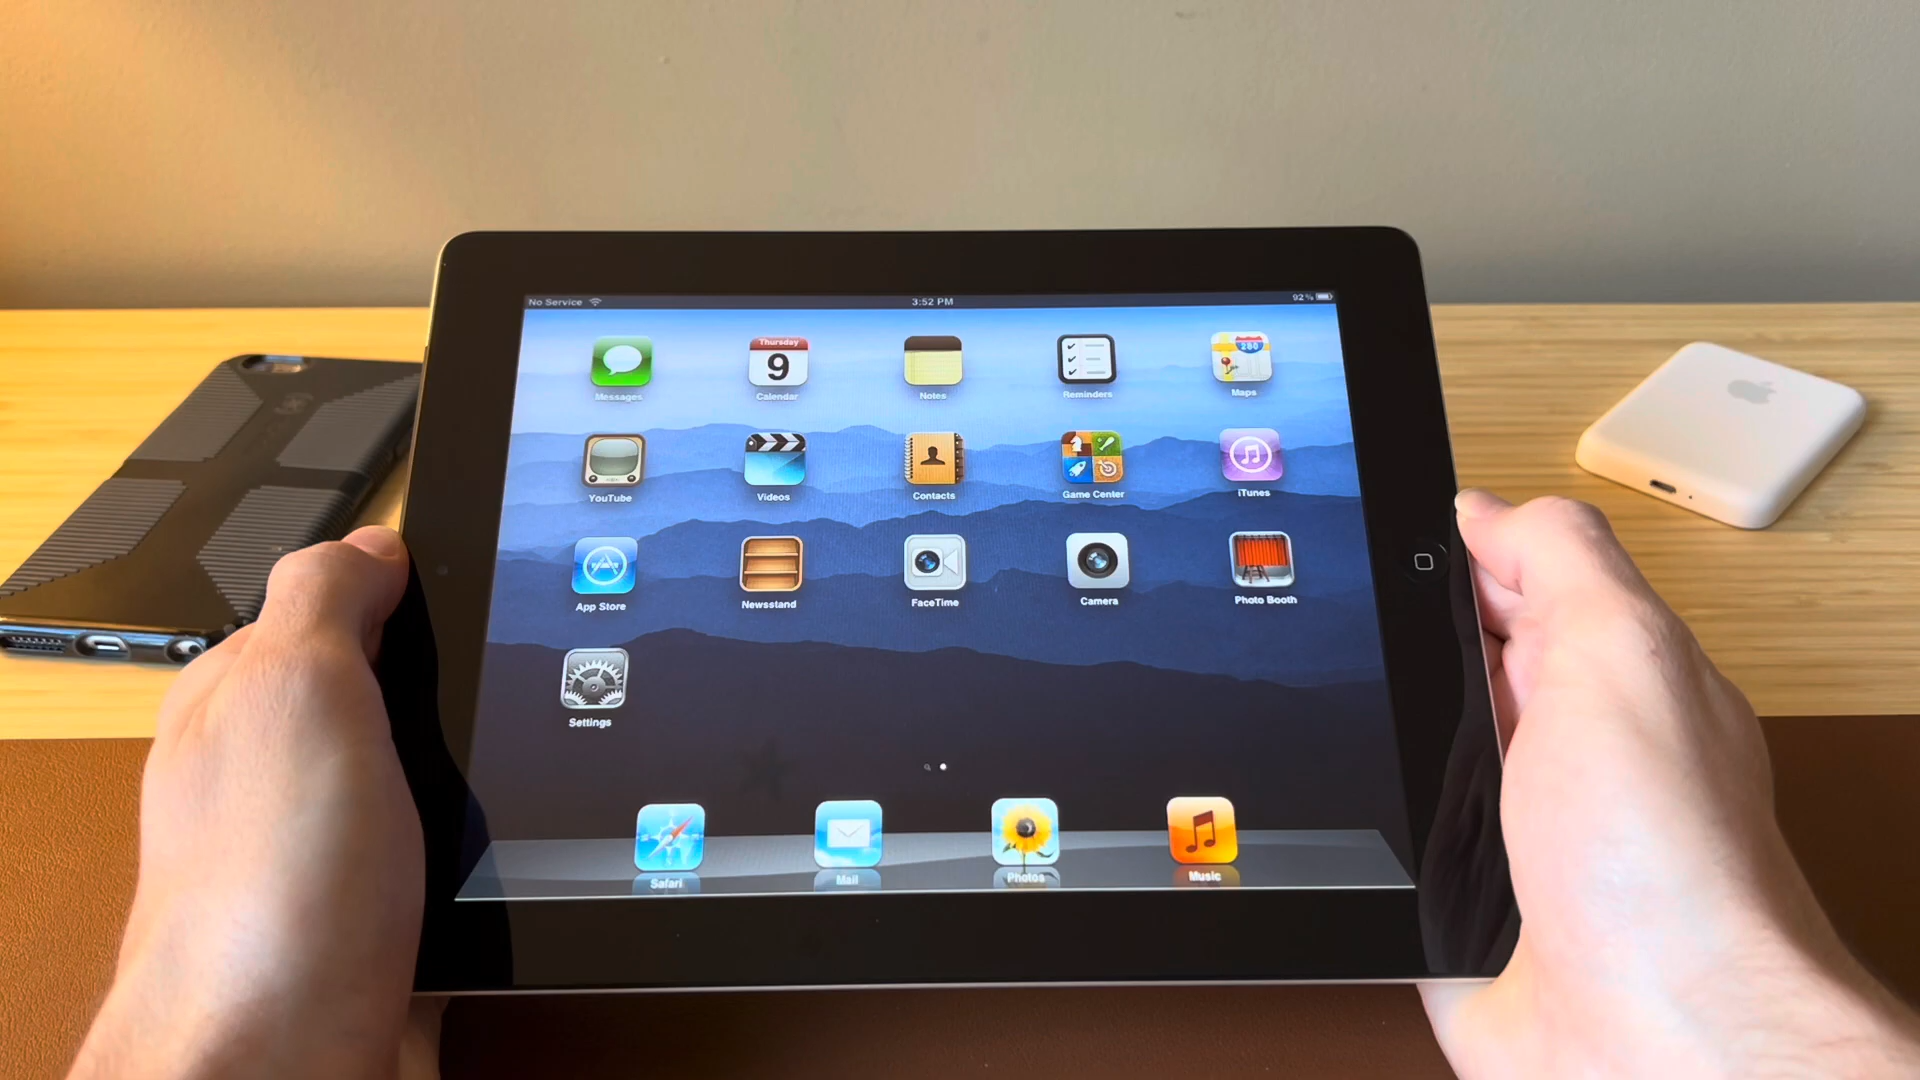 No Service 3:52 PM 92%
Thursday
9
280
Messages Calendar Notes Reminders Maps
YouTube Videos Contacts Game Center iTunes
App Store Newsstand FaceTime Camera Photo Booth
Settings
Safari Mail Photos Music